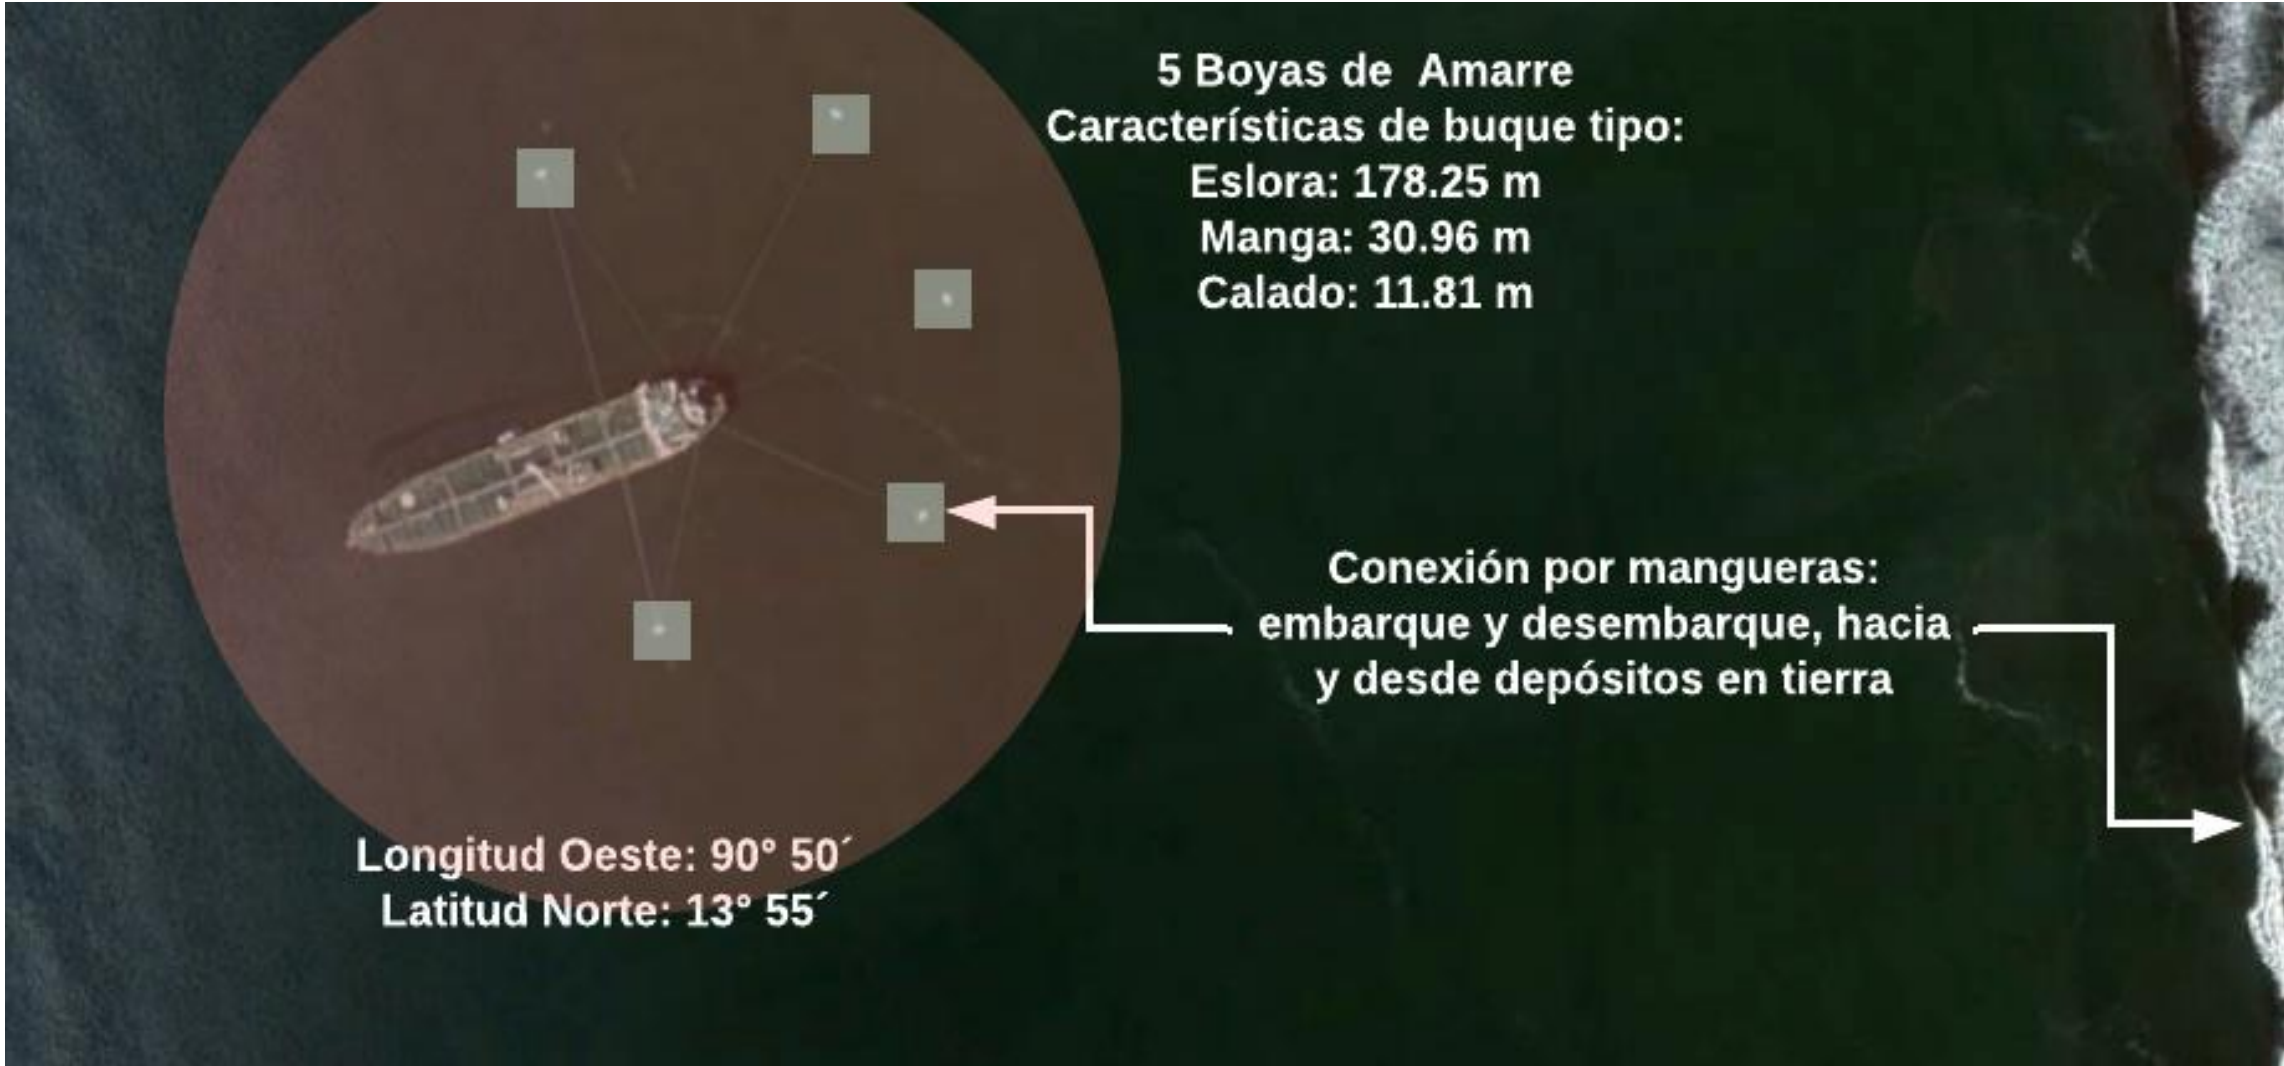 5 Boyas de Amarre
Características de buque tipo:
Eslora: 178.25 m
Manga: 30.96 m
Calado: 11.81 m
Conexión por mangueras:
embarque y desembarque, hacia
y desde depósitos en tierra
Longitud Oeste: 90° 50´
Latitud Norte: 13° 55´